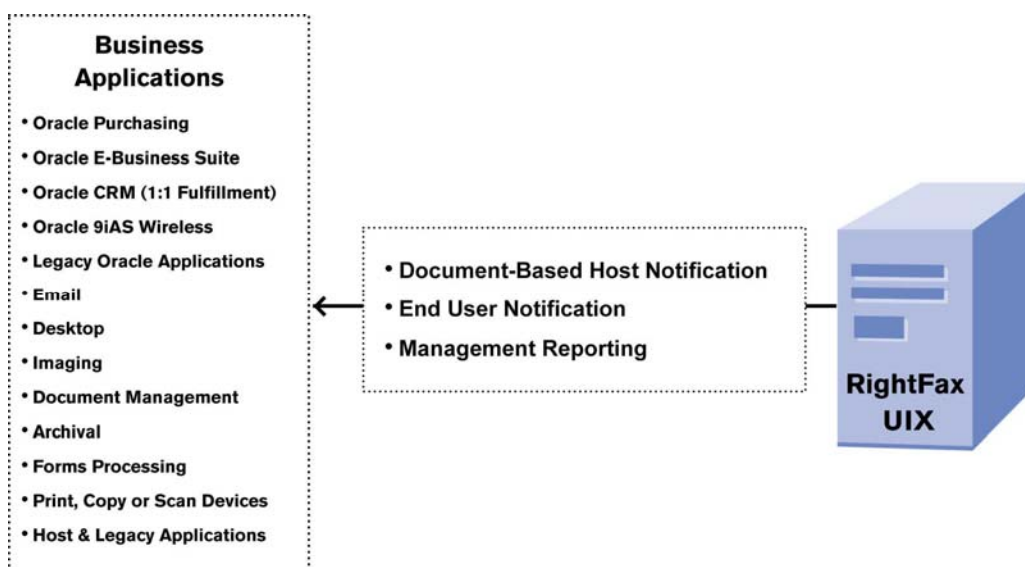 Business
Applications
• Oracle Purchasing
• Oracle E-Business Suite
• Oracle CRM (1:1 Fulfillment)
• Oracle 9iAS Wireless
• Legacy Oracle Applications
• Email
• Desktop
• Imaging
• Document Management
• Archival
• Forms Processing
• Print, Copy or Scan Devices
• Host & Legacy Applications
• Document-Based Host Notification
• End User Notification
• Management Reporting
RightFax
UIX